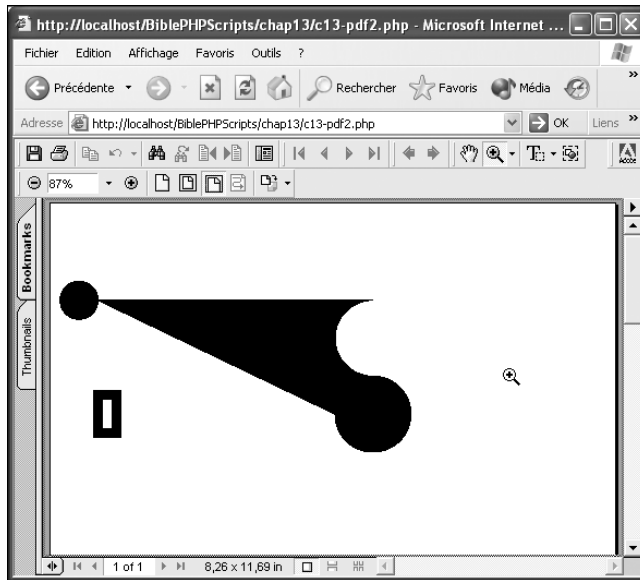 http://localhost/BiblePHPScripts/chap13/c13-pdf2.php - Microsoft Internet ...
Fichier Edition Affichage Favoris Outils ?
Précédente Rechercher Favoris Média »
Adresse http://localhost/BiblePHPScripts/chap13/c13-pdf2.php OK Liens »
T
Adobe
87%
Bookmarks
Thumbnails
1 of 1 8,26 x 11,69 in